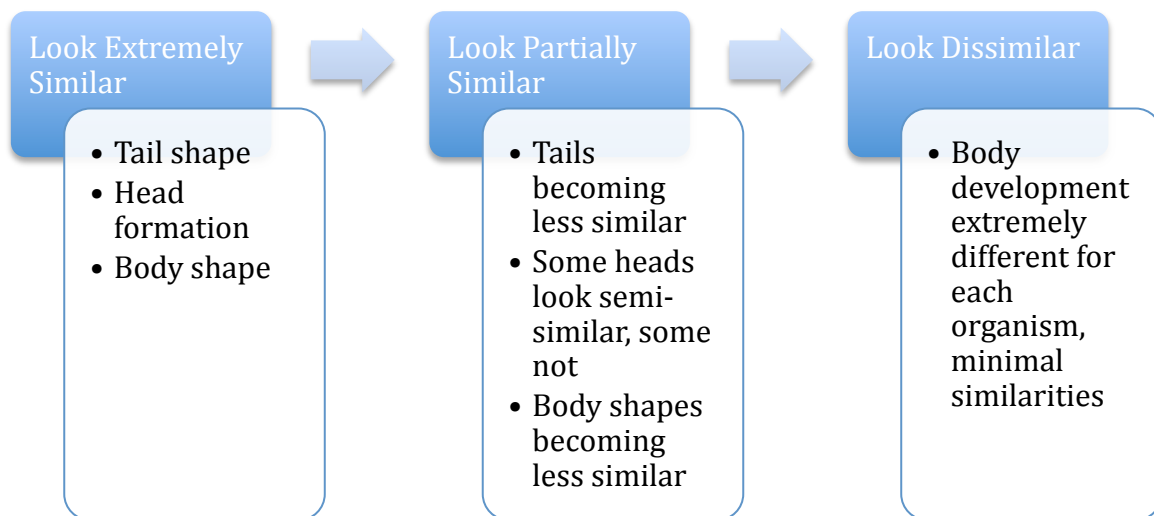 Look Extremely
Similar
• Tail shape
• Head
formation
• Body shape
Look Partially
Similar
• Tails
becoming
less similar
• Some heads
look semi-
similar, some
not
• Body shapes
becoming
less similar
Look Dissimilar
• Body
development
extremely
different for
each
organism,
minimal
similarities